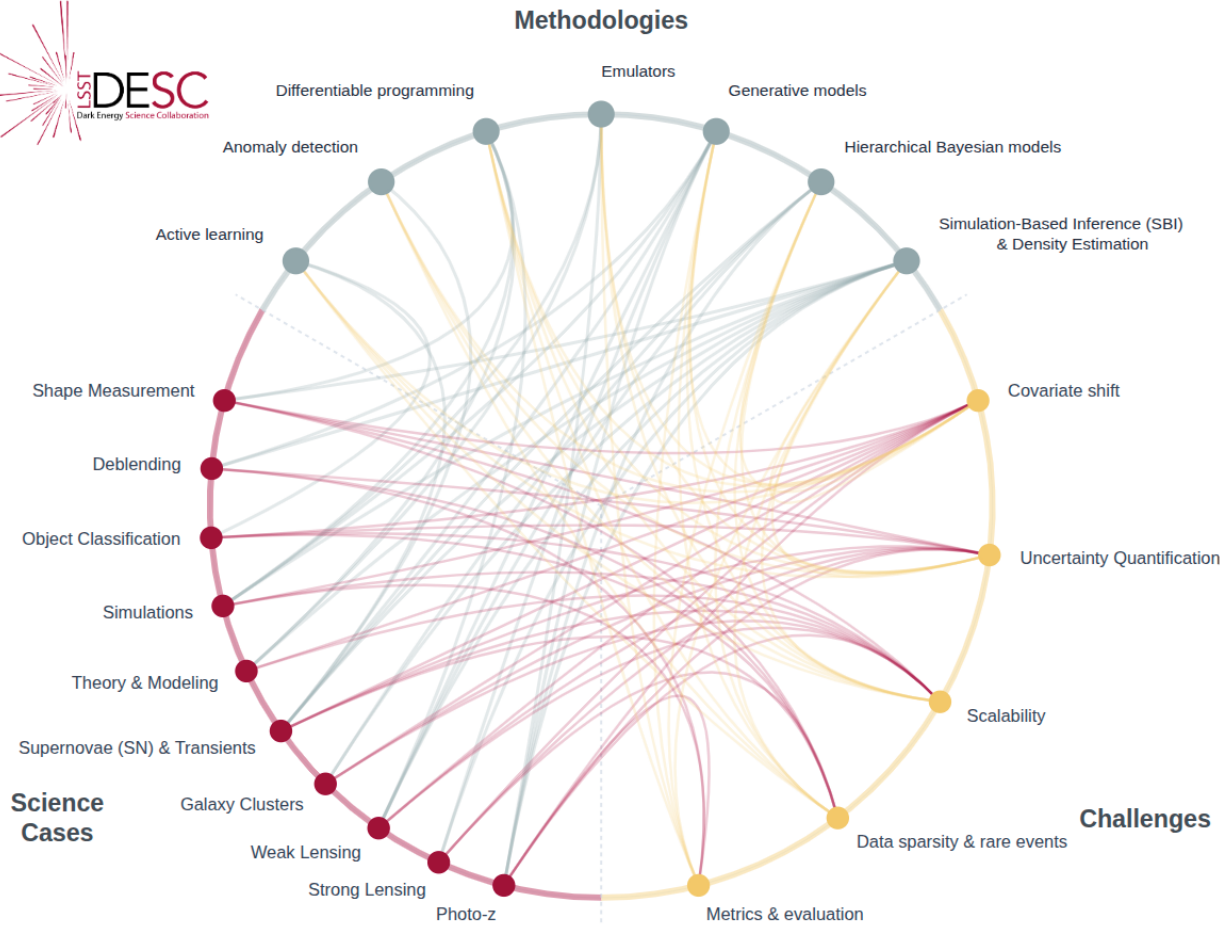 Methodologies
LSST
DESC
Dark Energy Science Collaboration
Emulators
Differentiable programming
Generative models
Anomaly detection
Hierarchical Bayesian models
Active learning
Simulation-Based Inference (SBI)
& Density Estimation
Shape Measurement
Covariate shift
Deblending
Object Classification
Uncertainty Quantification
Simulations
Theory & Modeling
Scalability
Supernovae (SN) & Transients
Galaxy Clusters
Science
Cases
Challenges
Data sparsity & rare events
Weak Lensing
Strong Lensing
Photo-z
Metrics & evaluation